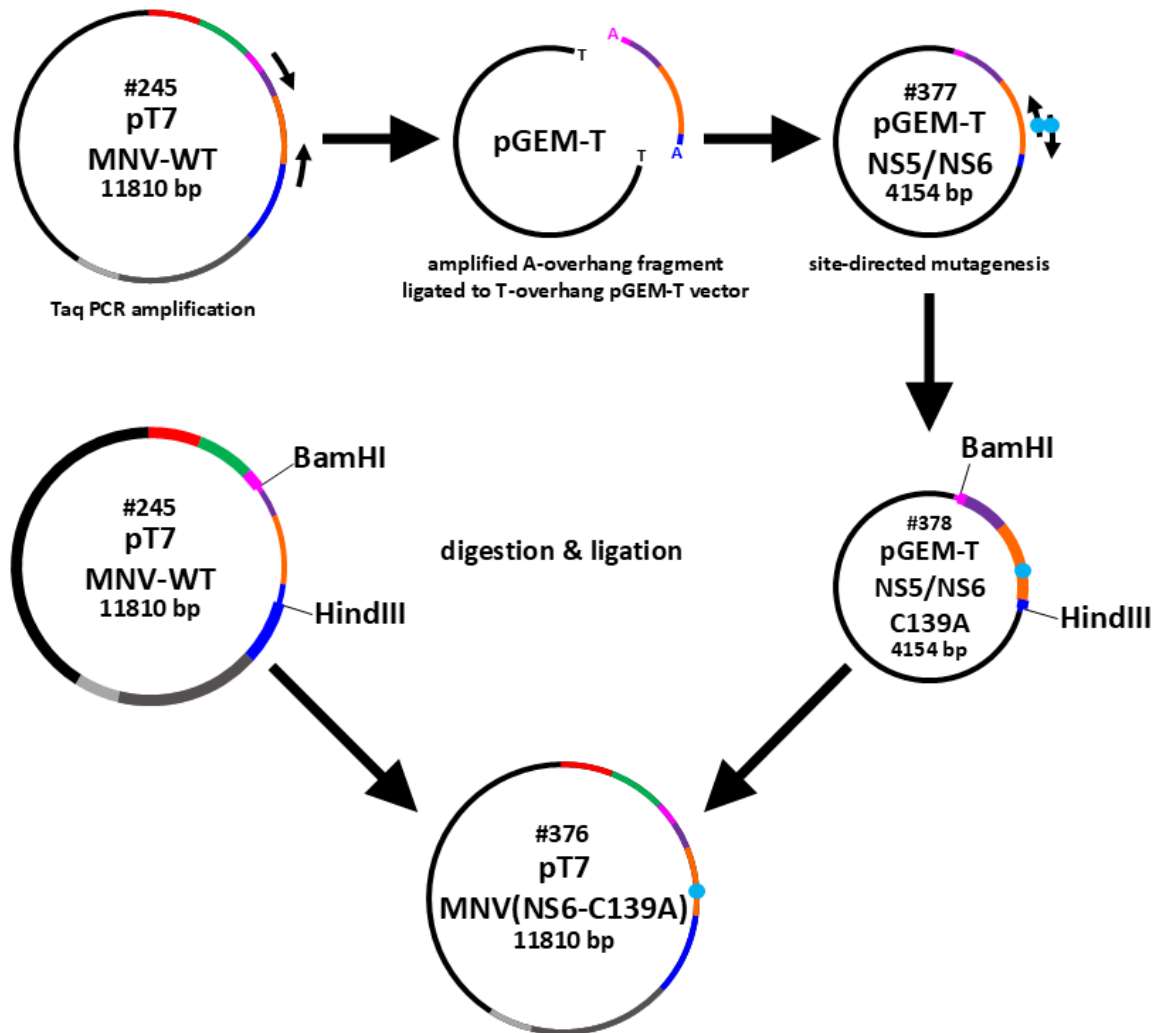 #245
pT7
MNV-WT
11810 bp
Taq PCR amplification
T
A
pGEM-T
T
A
amplified A-overhang fragment
ligated to T-overhang pGEM-T vector
#377
pGEM-T
NS5/NS6
4154 bp
site-directed mutagenesis
#245
pT7
MNV-WT
11810 bp
BamHI
HindIII
digestion & ligation
BamHI
#378
pGEM-T
NS5/NS6
C139A
4154 bp
HindIII
#376
pT7
MNV(NS6-C139A)
11810 bp